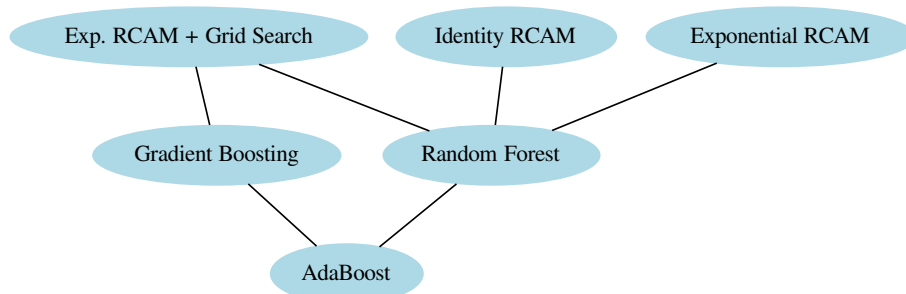 Exp. RCAM + Grid Search
Identity RCAM
Exponential RCAM
Gradient Boosting
Random Forest
AdaBoost